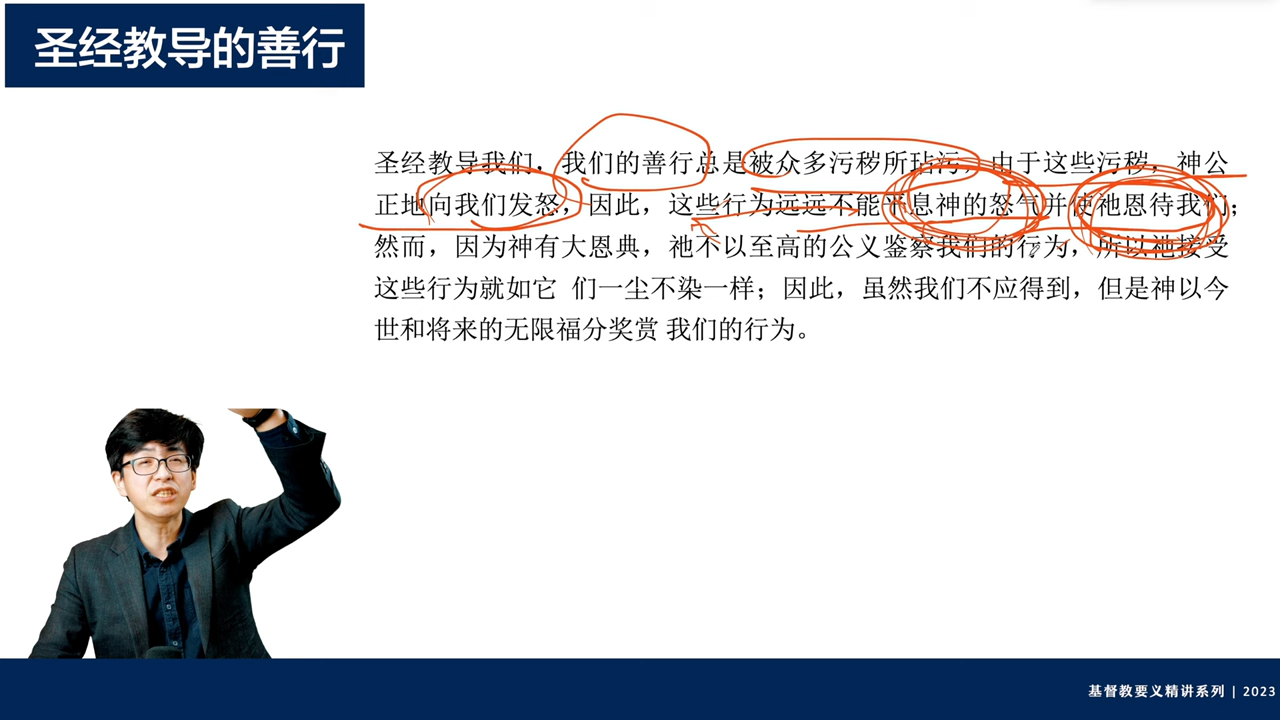 圣经教导的善行
圣经教导我们，我们的善行总是被众多污秽所玷污，由于这些污秽，神公
正地向我们发怒，因此，这些行为远远不能平息神的怒气并使祂恩待我们；
然而，因为神有大恩典，祂不以至高的公义鉴察我们的行为，所以祂接受
这些行为就如它 们一尘不染一样；因此，虽然我们不应得到，但是神以今
世和将来的无限福分奖赏 我们的行为。
基督教要义精讲系列 | 2023